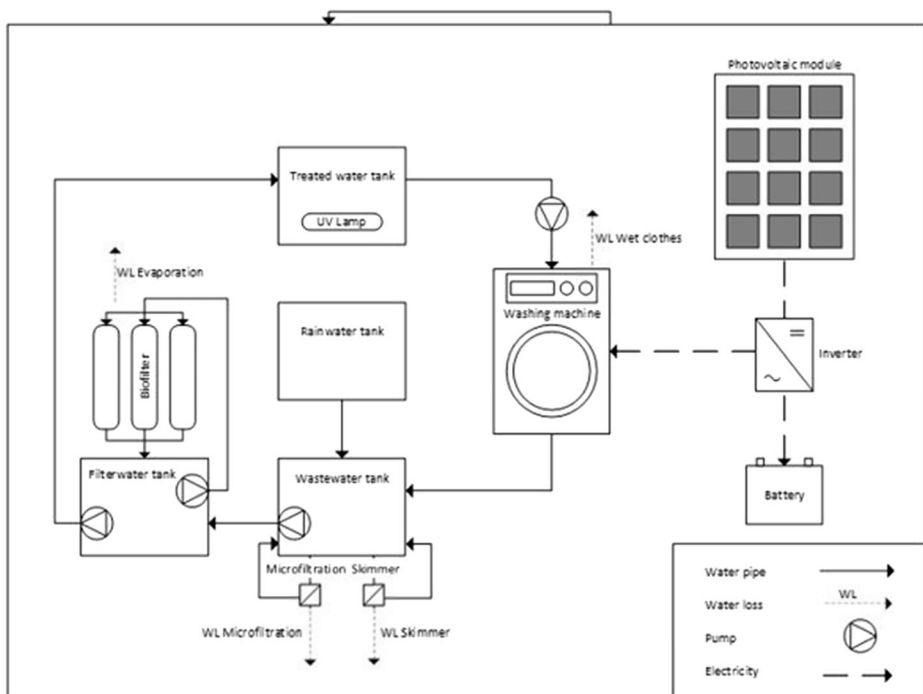 Photovoltaic module
Treated water tank
UV Lamp
WL Wet clothes
WL Evaporation
Washing machine
Rainwater tank
Inverter
Biofilter
Filterwater tank
Wastewater tank
Battery
Microfiltration Skimmer
WL Microfiltration
WL Skimmer
Water pipe
Water loss
WL
Pump
Electricity